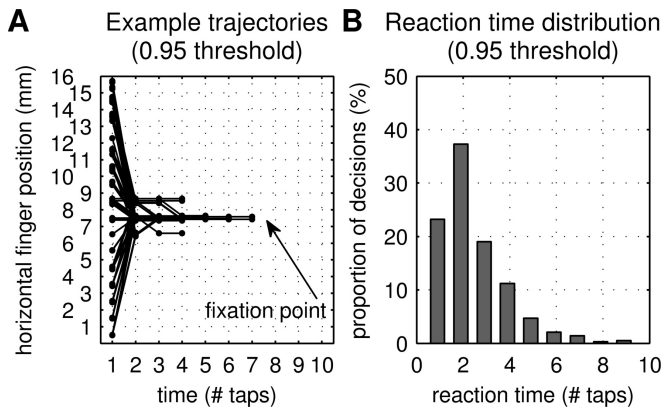 A
Example trajectories
(0.95 threshold)
horizontal finger position (mm)
16
15
14
13
12
11
10
9
8
7
6
5
4
3
2
1
fixation point
1 2 3 4 5 6 7 8 9 10
time (# taps)
B
Reaction time distribution
(0.95 threshold)
proportion of decisions (%)
50
40
30
20
10
0
0 2 4 6 8 10
reaction time (# taps)